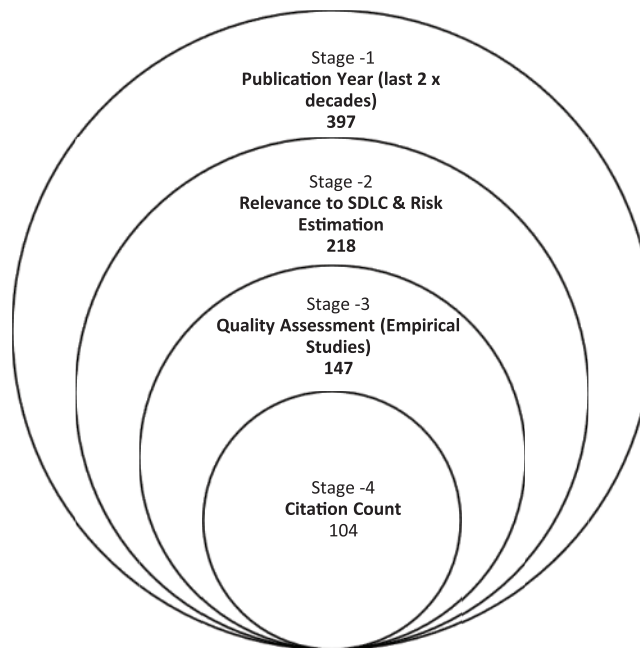 Stage -1
Publication Year (last 2 x
decades)
397
Stage -2
Relevance to SDLC & Risk
Estimation
218
Stage -3
Quality Assessment (Empirical
Studies)
147
Stage -4
Citation Count
104